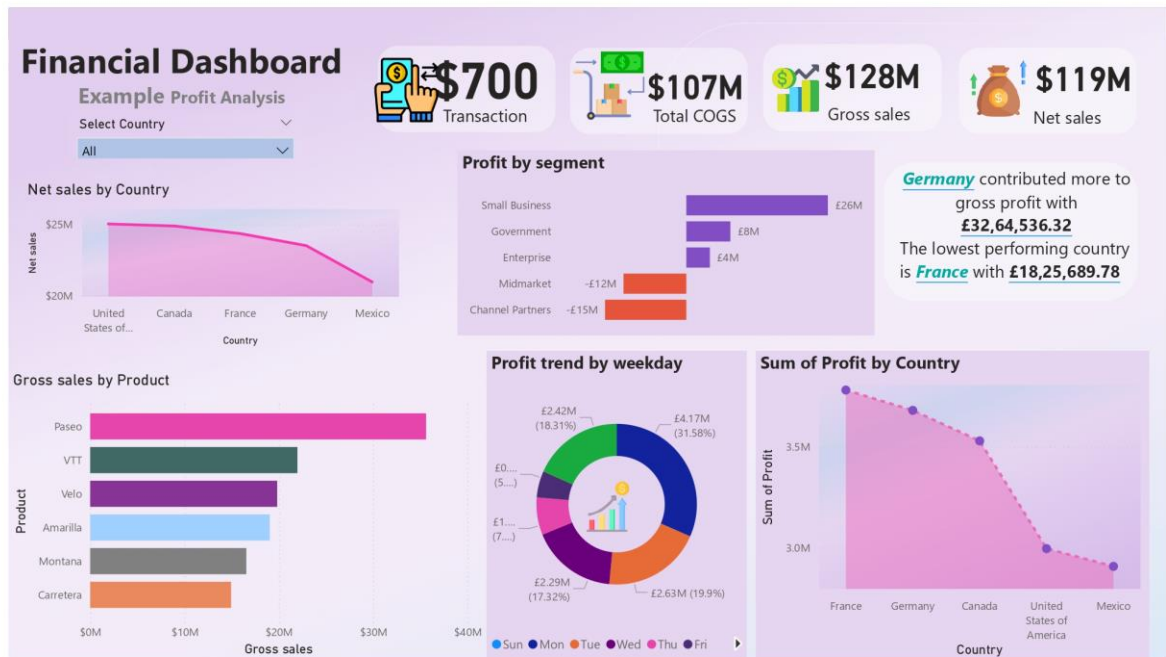 Financial Dashboard
Example Profit Analysis
Select Country
All
$700
Transaction
$107M
Total COGS
$128M
Gross sales
$119M
Net sales
Net sales by Country
Net sales
$25M
$20M
United
States of...
Canada
France
Germany
Mexico
Country
Profit by segment
Small Business
£26M
Government
£8M
Enterprise
£4M
Midmarket
-£12M
Channel Partners
-£15M
Germany contributed more to
gross profit with
£32,64,536.32
The lowest performing country
is France with £18,25,689.78
Gross sales by Product
Product
Paseo
VTT
Velo
Amarilla
Montana
Carretera
$0M
$10M
$20M
$30M
$40M
Gross sales
Profit trend by weekday
£2.42M
(18.31%)
£4.17M
(31.58%)
£0....
(5....)
£1....
(7....)
£2.29M
(17.32%)
£2.63M (19.9%)
Sun Mon Tue Wed Thu Fri
Sum of Profit by Country
Sum of Profit
3.5M
3.0M
France
Germany
Canada
United
States of
America
Mexico
Country